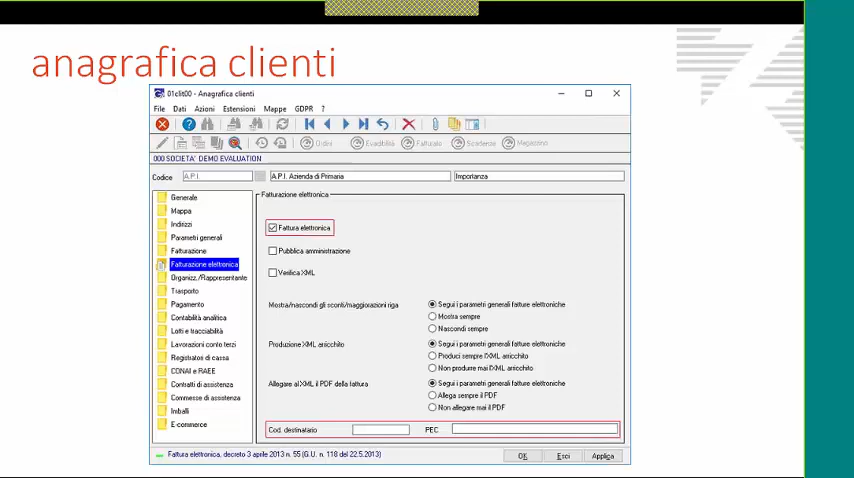 anagrafica clienti
01clit00 - Anagrafica clienti
File Dati Azioni Estensioni Mappe GDPR ?
Ordini Evadibilità Fatturato Scadenze Magazzino
000 SOCIETA' DEMO EVALUATION
Codice A.P.I. A.P.I. Azienda di Primaria Importanza
Generale
Mappa
Indirizzi
Parametri generali
Fatturazione
Fatturazione elettronica
Organizz./Rappresentante
Trasporto
Pagamento
Contabilità analitica
Lotti e tracciabilità
Lavorazioni conto terzi
Registratori di cassa
CONAI e RAEE
Contratti di assistenza
Commesse di assistenza
Imballi
E-commerce
Fatturazione elettronica
Fattura elettronica
Pubblica amministrazione
Verifica XML
Mostra/nascondi gli sconti/maggiorazioni riga
Segui i parametri generali fatture elettroniche
Mostra sempre
Nascondi sempre
Produzione XML arricchito
Segui i parametri generali fatture elettroniche
Produci sempre l'XML arricchito
Non produrre mai l'XML arricchito
Allegare al XML il PDF della fattura
Segui i parametri generali fatture elettroniche
Allega sempre il PDF
Non allegare mai il PDF
Cod. destinatario PEC
Fattura elettronica, decreto 3 aprile 2013 n. 55 (G.U. n. 118 del 22.5.2013)
OK Esci Applica